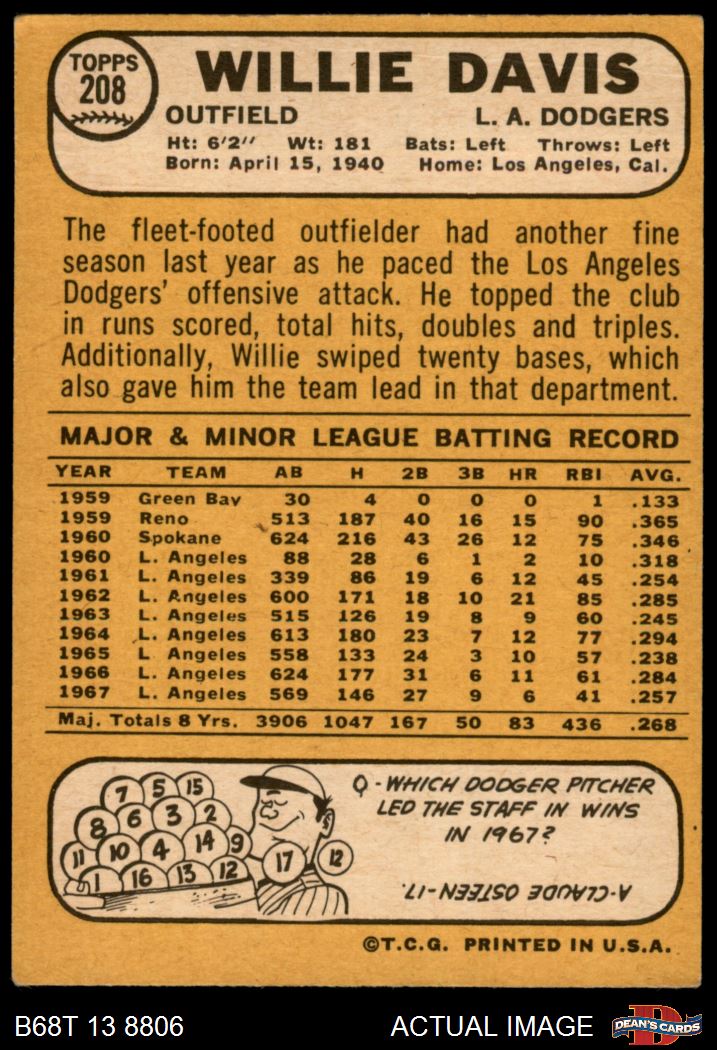 TOPPS
208
WILLIE DAVIS
OUTFIELD L. A. DODGERS
Ht: 6'2" Wt: 181 Bats: Left Throws: Left
Born: April 15, 1940 Home: Los Angeles, Cal.
The fleet-footed outfielder had another fine
season last year as he paced the Los Angeles
Dodgers' offensive attack. He topped the club
in runs scored, total hits, doubles and triples.
Additionally, Willie swiped twenty bases, which
also gave him the team lead in that department.
MAJOR & MINOR LEAGUE BATTING RECORD
YEAR TEAM AB H 2B 3B HR RBI AVG.
1959 Green Bay 30 4 0 0 0 1 .133
1959 Reno 513 187 40 16 15 90 .365
1960 Spokane 624 216 43 26 12 75 .346
1960 L. Angeles 88 28 6 1 2 10 .318
1961 L. Angeles 339 86 19 6 12 45 .254
1962 L. Angeles 600 171 18 10 21 85 .285
1963 L. Angeles 515 126 19 8 9 60 .245
1964 L. Angeles 613 180 23 7 12 77 .294
1965 L Angeles 558 133 24 3 10 57 .238
1966 L. Angeles 624 177 31 6 11 61 .284
1967 L. Angeles 569 146 27 9 6 41 .257
Maj. Totals 8 Yrs. 3906 1047 167 50 83 436 .268
7 5 15
8 6 3 2
11 10 4 14 9
1 16 13 12
17 12
Q - WHICH DODGER PITCHER
LED THE STAFF IN WINS
IN 1967?
A-CLAUDE OSTEEN-17.
©T.C.G. PRINTED IN U.S.A.
B68T 13 8806 ACTUAL IMAGE
D
DEAN'S CARDS